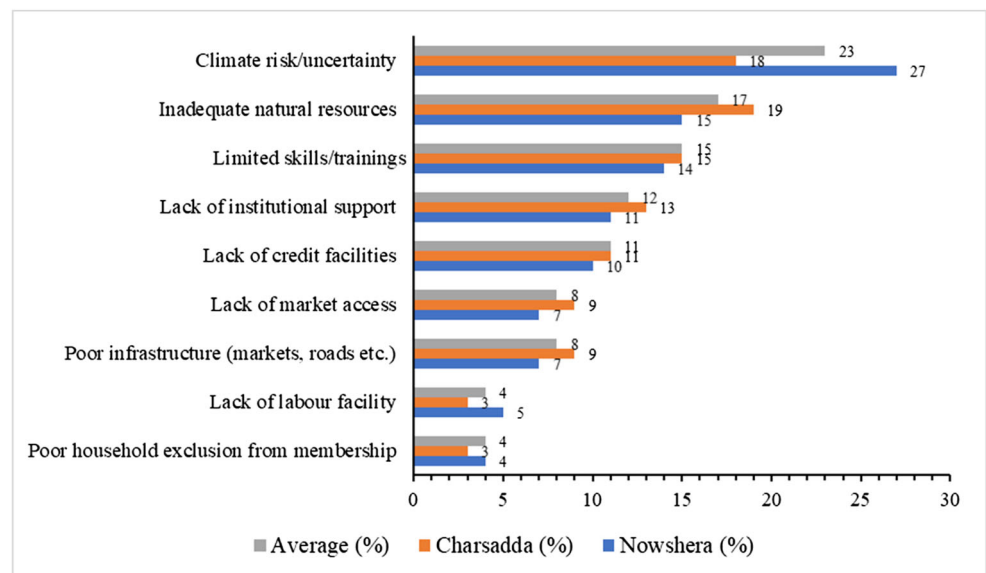 Climate risk/uncertainty
23
18
27
Inadequate natural resources
17
19
15
Limited skills/trainings
15
15
14
Lack of institutional support
12
13
11
Lack of credit facilities
11
11
10
Lack of market access
8
9
7
Poor infrastructure (markets, roads etc.)
8
9
7
Lack of labour facility
4
3
5
Poor household exclusion from membership
4
3
4
0 5 10 15 20 25 30
Average (%) Charsadda (%) Nowshera (%)